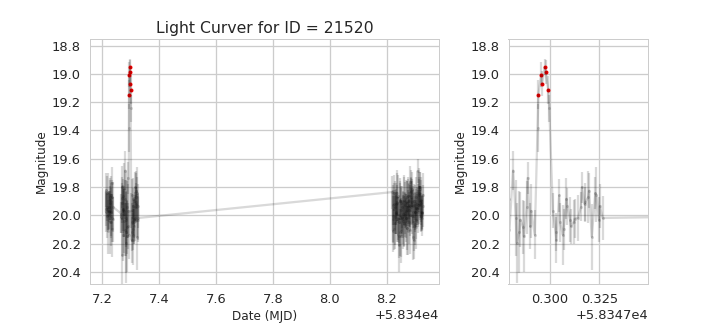 Light Curver for ID = 21520
Magnitude
18.8
19.0
19.2
19.4
19.6
19.8
20.0
20.2
20.4
7.2 7.4 7.6 7.8 8.0 8.2
Date (MJD)
+5.834e4
Magnitude
18.8
19.0
19.2
19.4
19.6
19.8
20.0
20.2
20.4
0.300 0.325
+5.8347e4